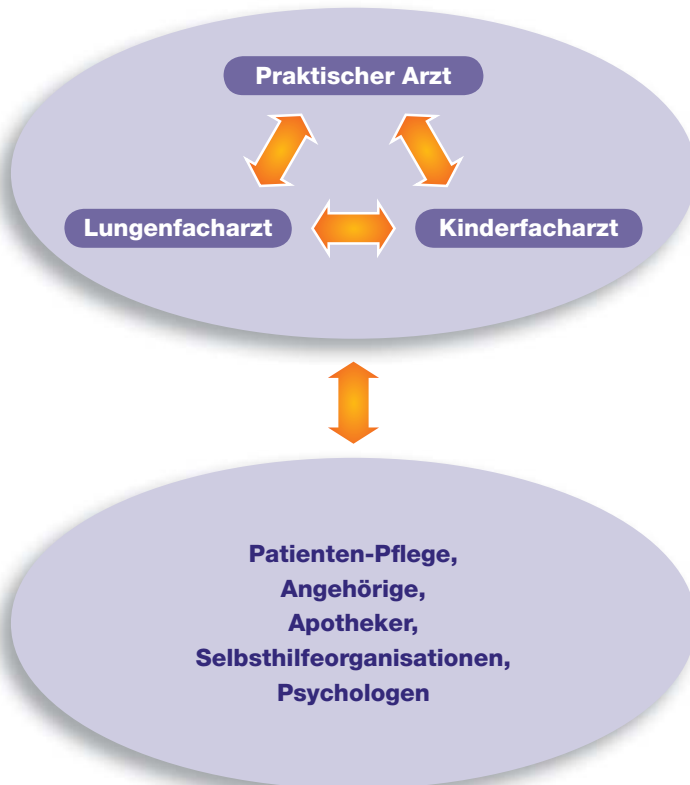 Praktischer Arzt
Lungenfacharzt
Kinderfacharzt
Patienten-Pflege,
Angehörige,
Apotheker,
Selbsthilfeorganisationen,
Psychologen